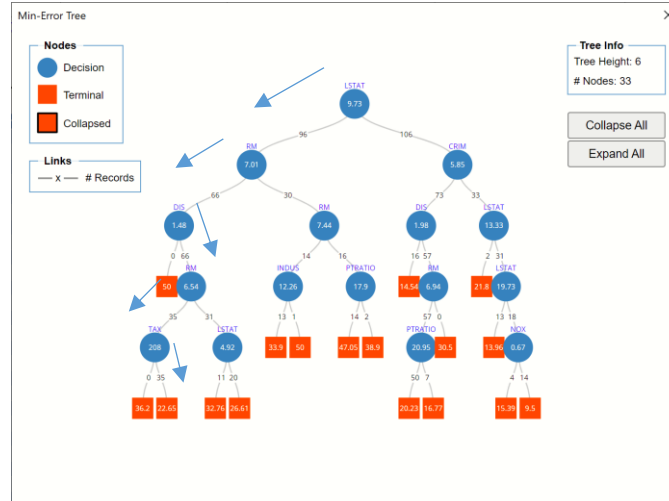 Min-Error Tree
Nodes
Decision
Terminal
Collapsed
Links
— x — # Records
Tree Info
Tree Height: 6
# Nodes: 33
Collapse All
Expand All
LSTAT
9.73
96 106
RM CRIM
7.01 5.85
66 30 73 33
DIS RM DIS LSTAT
1.48 7.44 1.98 13.33
0 66 14 16 16 57 2 31
RM INDUS PTRATIO RM LSTAT
50 6.54 12.26 17.9 14.54 6.94 21.8 19.73
35 31 13 1 14 2 57 0 13 18
TAX LSTAT PTRATIO NOX
208 4.92 33.9 50 47.05 38.9 20.95 30.5 13.96 0.67
0 35 11 20 50 7 4 14
36.2 22.65 32.76 26.61 20.23 16.77 15.39 9.5